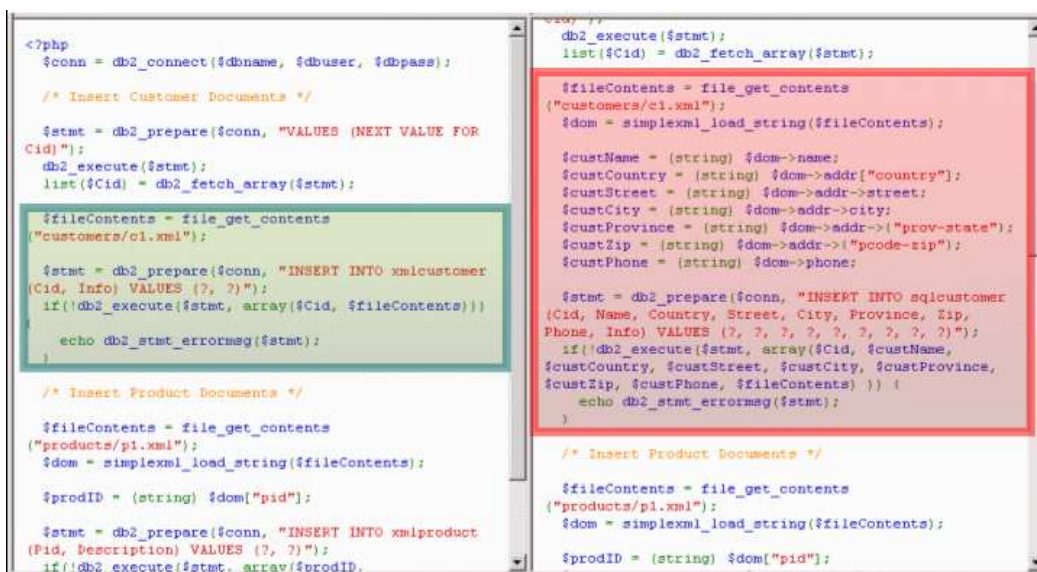 <?php
$conn = db2_connect($dbname, $dbuser, $dbpass);
/* Insert Customer Documents */
$stmt = db2_prepare($conn, "VALUES (NEXT VALUE FOR
Cid)");
db2_execute($stmt);
list($Cid) = db2_fetch_array($stmt);
$fileContents = file_get_contents
("customers/c1.xml");
$stmt = db2_prepare($conn, "INSERT INTO xmlcustomer
(Cid, Info) VALUES (?, ?)");
if(!db2_execute($stmt, array($Cid, $fileContents)))
{
echo db2_stmt_errormsg($stmt);
}
/* Insert Product Documents */
$fileContents = file_get_contents
("products/p1.xml");
$dom = simplexml_load_string($fileContents);
$prodID = (string) $dom["pid"];
$stmt = db2_prepare($conn, "INSERT INTO xmlproduct
(Pid, Description) VALUES (?, ?)");
if(!db2_execute($stmt, array($prodID,
Cid)");
db2_execute($stmt);
list($Cid) = db2_fetch_array($stmt);
$fileContents = file_get_contents
("customers/c1.xml");
$dom = simplexml_load_string($fileContents);
$custName = (string) $dom->name;
$custCountry = (string) $dom->addr["country"];
$custStreet = (string) $dom->addr->street;
$custCity = (string) $dom->addr->city;
$custProvince = (string) $dom->addr->("prov-state");
$custZip = (string) $dom->addr->("pcode-zip");
$custPhone = (string) $dom->phone;
$stmt = db2_prepare($conn, "INSERT INTO sqlcustomer
(Cid, Name, Country, Street, City, Province, Zip,
Phone, Info) VALUES (?, ?, ?, ?, ?, ?, ?, ?, ?)");
if(!db2_execute($stmt, array($Cid, $custName,
$custCountry, $custStreet, $custCity, $custProvince,
$custZip, $custPhone, $fileContents) )) {
echo db2_stmt_errormsg($stmt);
}
/* Insert Product Documents */
$fileContents = file_get_contents
("products/p1.xml");
$dom = simplexml_load_string($fileContents);
$prodID = (string) $dom["pid"];